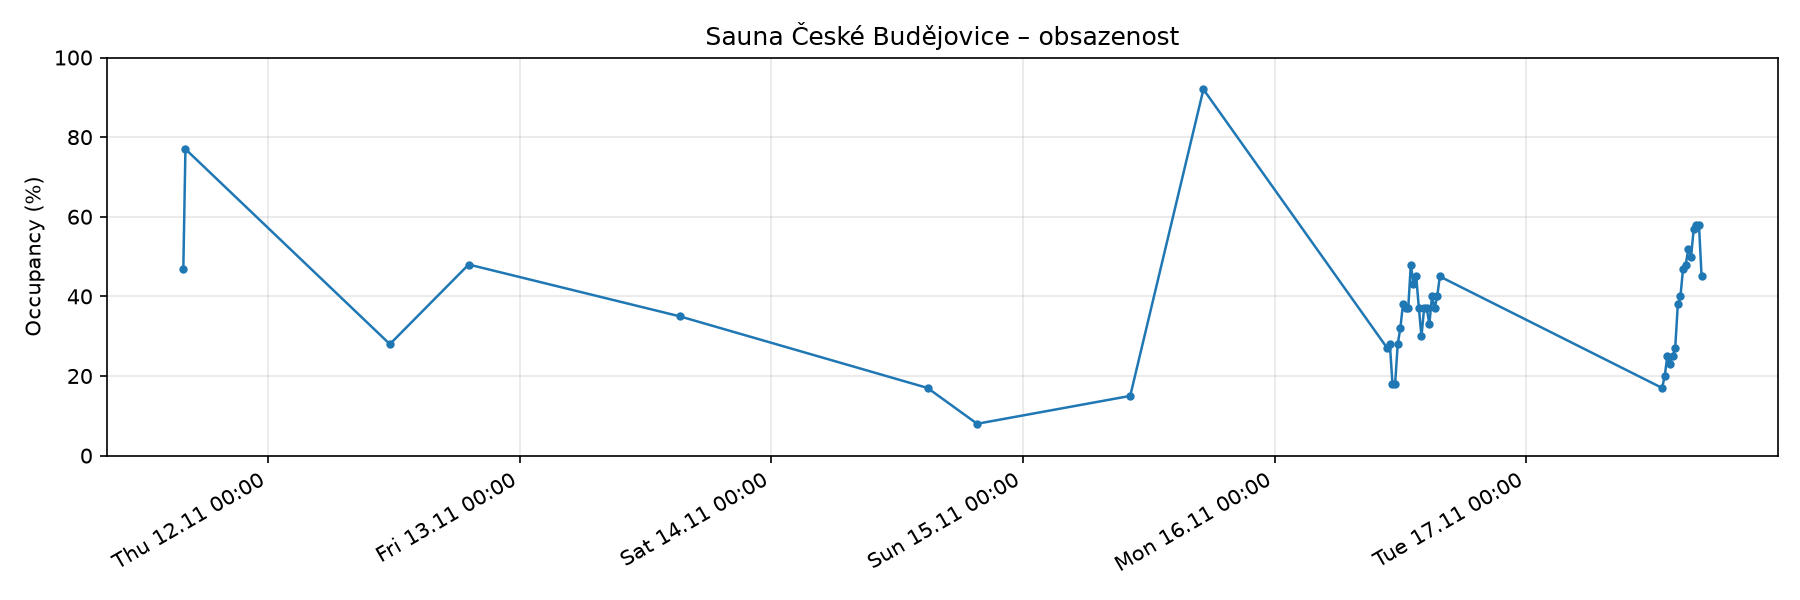 Sauna České Budějovice – obsazenost
Occupancy (%)
100
80
60
40
20
0
Thu 12.11 00:00
Fri 13.11 00:00
Sat 14.11 00:00
Sun 15.11 00:00
Mon 16.11 00:00
Tue 17.11 00:00